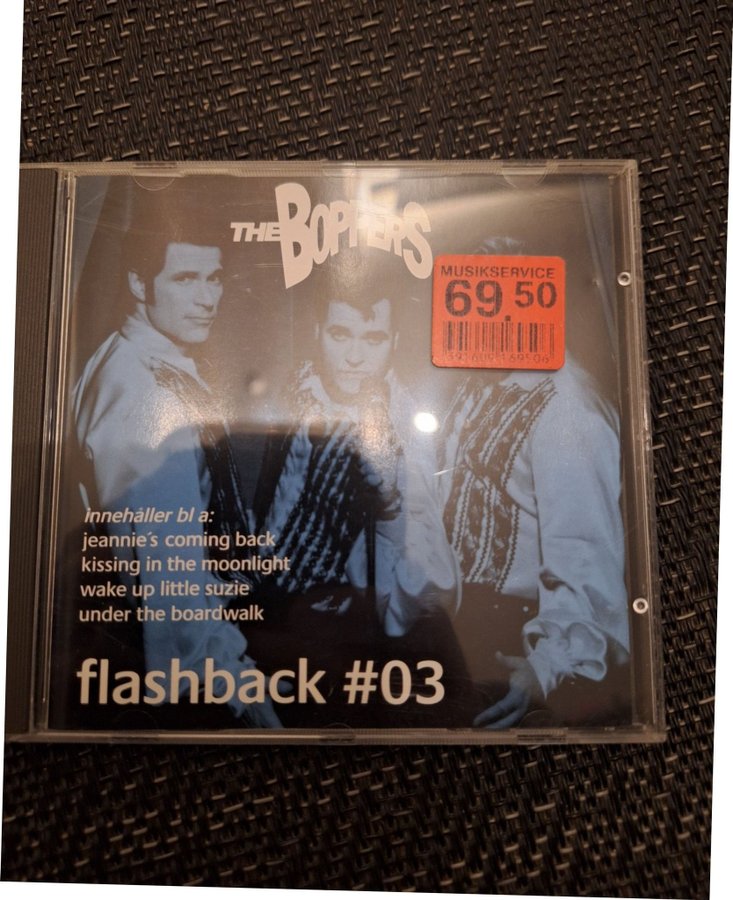 THE BOPPERS
MUSIKSERVICE
69.50
innehåller bl a:
jeannie´s coming back
kissing in the moonlight
wake up little suzie
under the boardwalk
flashback #03